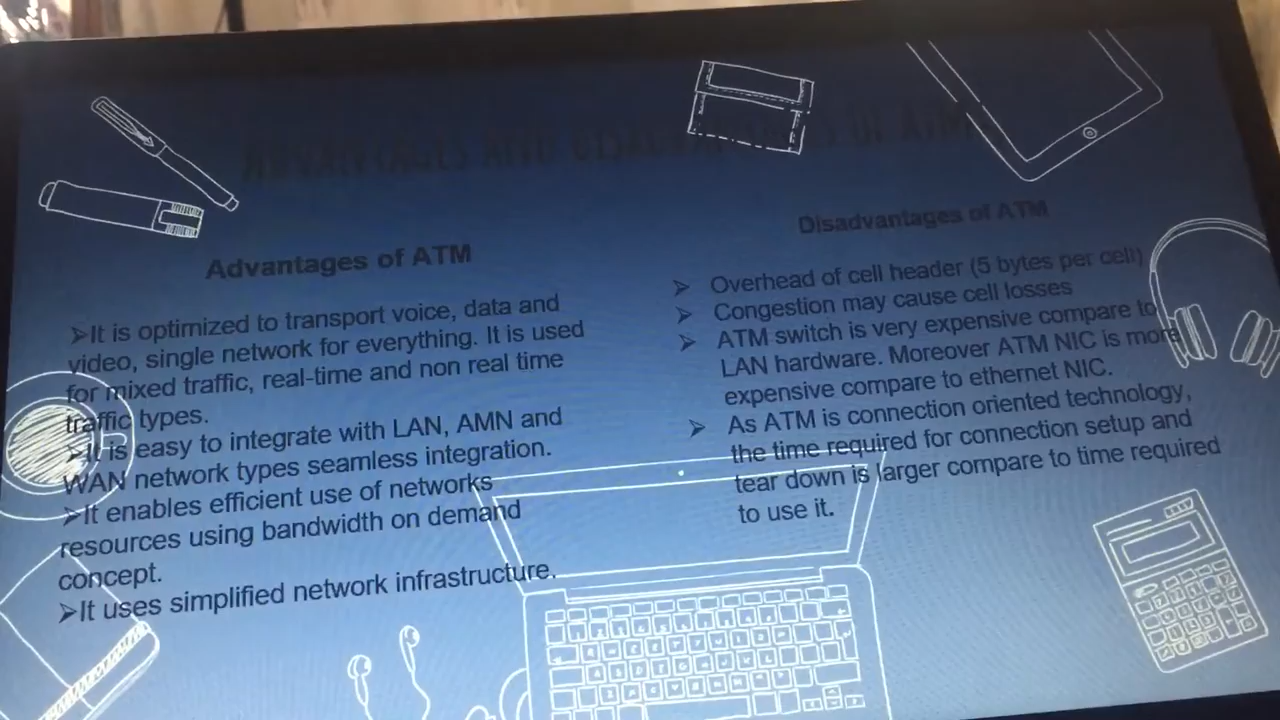 ADVANTAGES AND DISADVANTAGES OF ATM
Advantages of ATM
➢It is optimized to transport voice, data and
video, single network for everything. It is used
for mixed traffic, real-time and non real time
traffic types.
➢It is easy to integrate with LAN, AMN and
WAN network types seamless integration.
➢It enables efficient use of networks
resources using bandwidth on demand
concept.
➢It uses simplified network infrastructure.
Disadvantages of ATM
➢ Overhead of cell header (5 bytes per cell)
➢ Congestion may cause cell losses
➢ ATM switch is very expensive compare to
LAN hardware. Moreover ATM NIC is more
expensive compare to ethernet NIC.
➢ As ATM is connection oriented technology,
the time required for connection setup and
tear down is larger compare to time required
to use it.